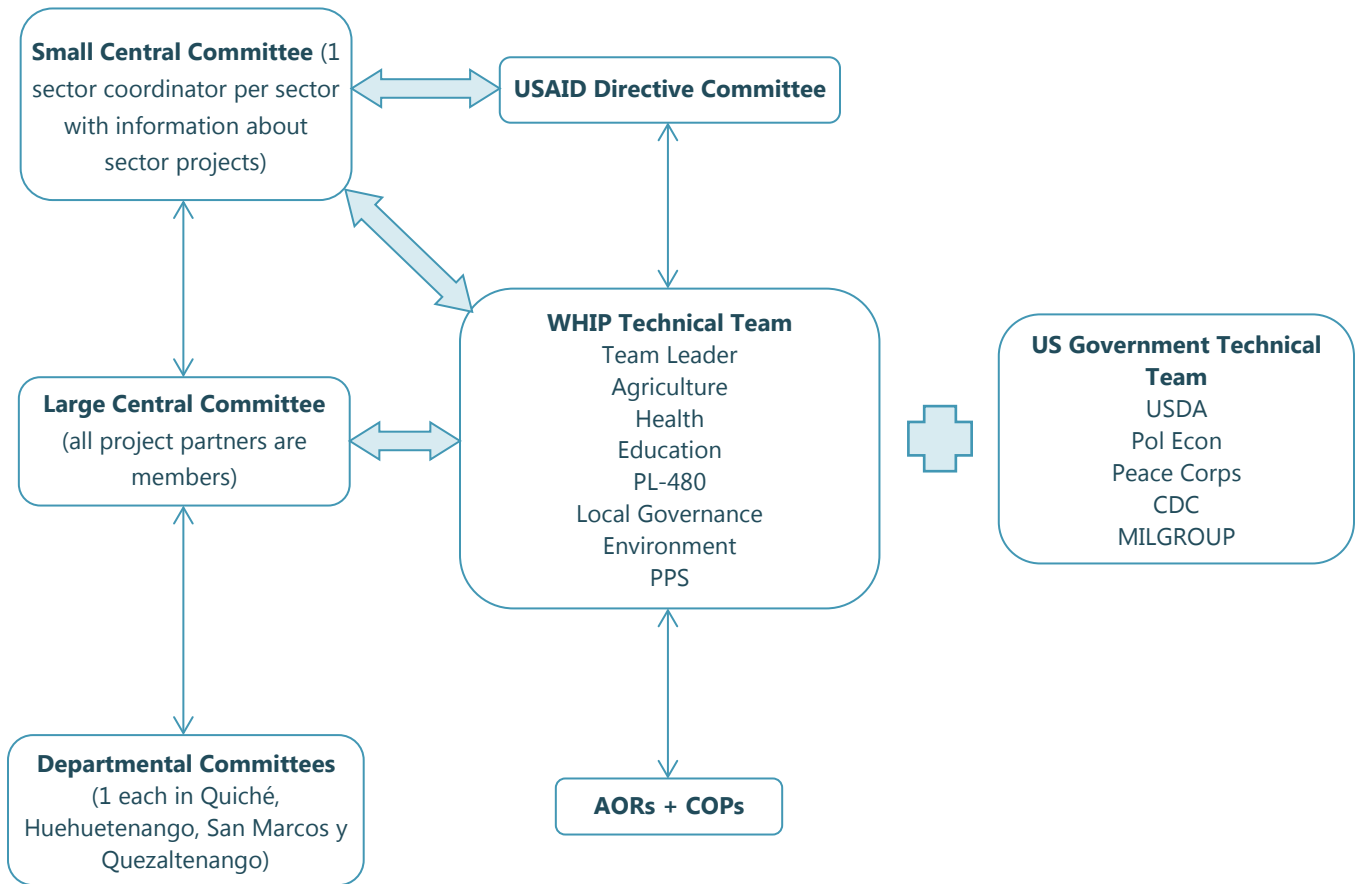 Small Central Committee (1
sector coordinator per sector
with information about
sector projects)
USAID Directive Committee
WHIP Technical Team
Team Leader
Agriculture
Health
Education
PL-480
Local Governance
Environment
PPS
US Government Technical
Team
USDA
Pol Econ
Peace Corps
CDC
MILGROUP
Large Central Committee
(all project partners are
members)
Departmental Committees
(1 each in Quiché,
Huehuetenango, San Marcos y
Quezaltenango)
AORs + COPs